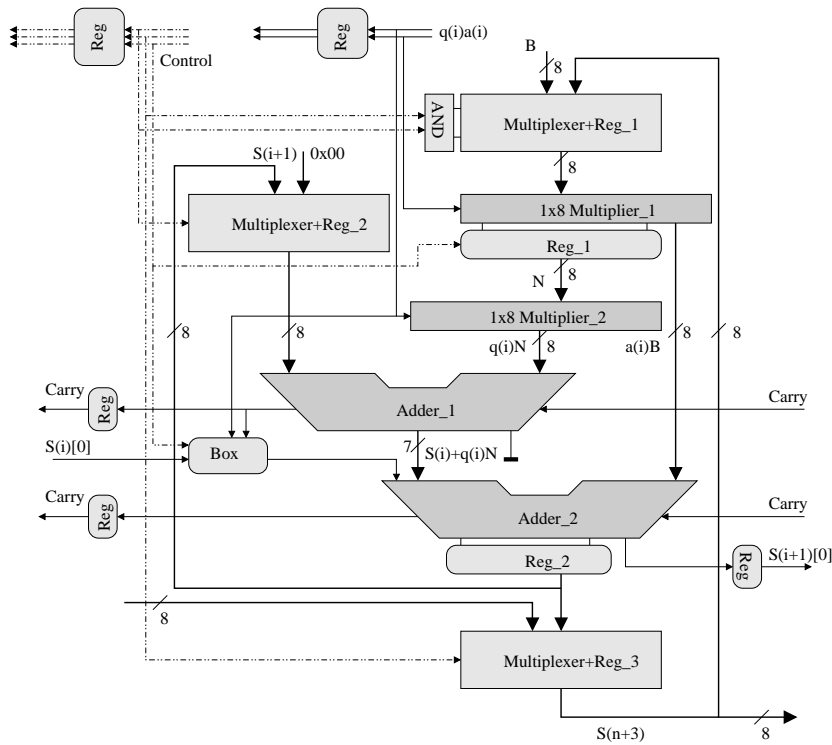 Reg
Reg
q(i)a(i)
Control
B
8
AND
Multiplexer+Reg_1
S(i+1)
0x00
8
Multiplexer+Reg_2
1x8 Multiplier_1
Reg_1
N
8
1x8 Multiplier_2
8
8
q(i)N
8
a(i)B
8
8
Carry
Reg
Adder_1
Carry
S(i)[0]
Box
7
S(i)+q(i)N
Carry
Reg
Adder_2
Carry
Reg_2
Reg
S(i+1)[0]
8
Multiplexer+Reg_3
S(n+3)
8